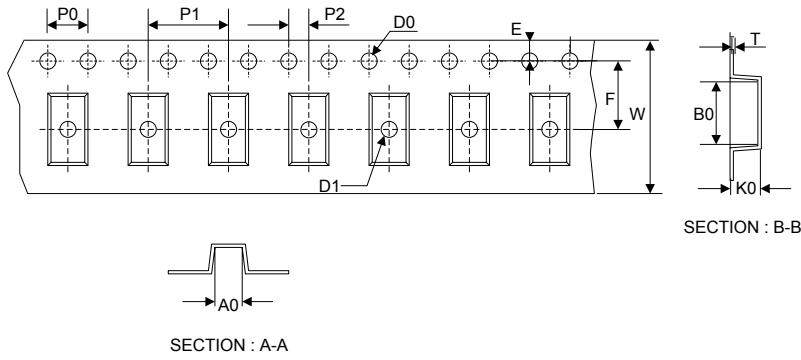 P0
P1
P2
D0
E
F
W
D1
T
B0
K0
SECTION : B-B
A0
SECTION : A-A